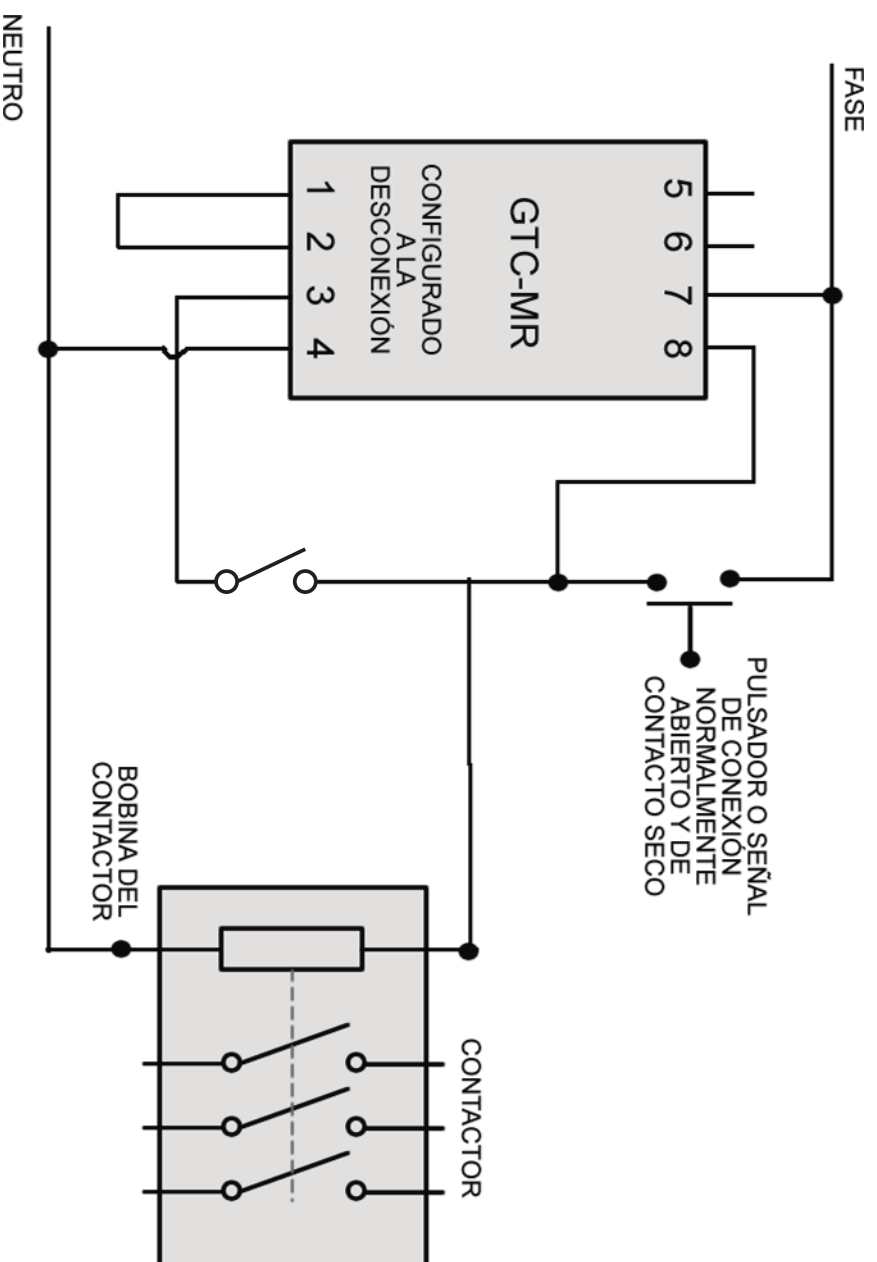 FASE
PULSADOR O SEÑAL
DE CONEXIÓN
NORMALMENTE
ABIERTO Y DE
CONTACTO SECO
5 6 7 8
GTC-MR
CONFIGURADO
A LA
DESCONEXIÓN
1 2 3 4
CONTACTOR
BOBINA DEL
CONTACTOR
NEUTRO